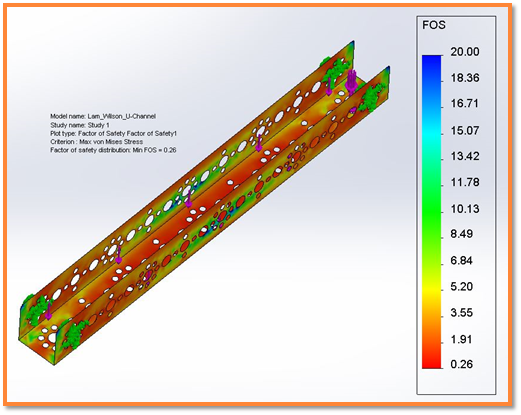 FOS
Model name: Lam_Wilson_U-Channel
Study name: Study 1
Plot type: Factor of Safety Factor of Safety1
Criterion : Max von Mises Stress
Factor of safety distribution: Min FOS = 0.26
20.00
18.36
16.71
15.07
13.42
11.78
10.13
8.49
6.84
5.20
3.55
1.91
0.26